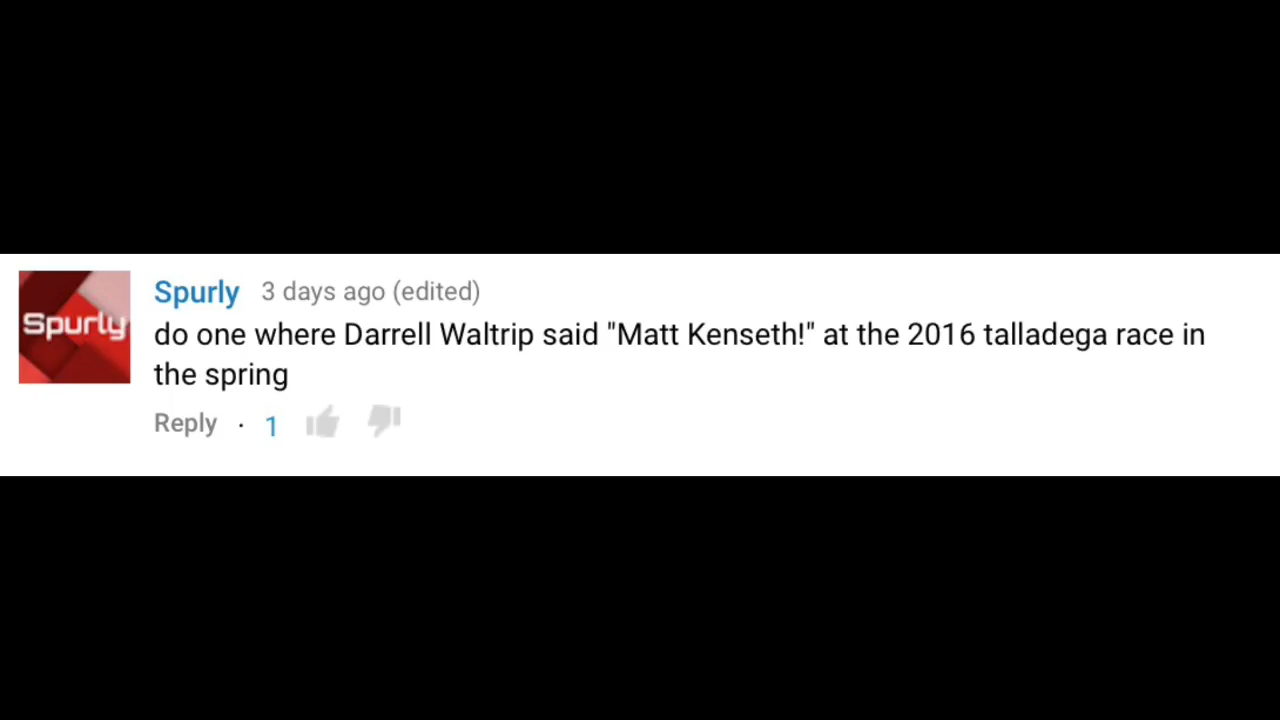 Spurly
Spurly 3 days ago (edited)
do one where Darrell Waltrip said "Matt Kenseth!" at the 2016 talladega race in
the spring
Reply · 1